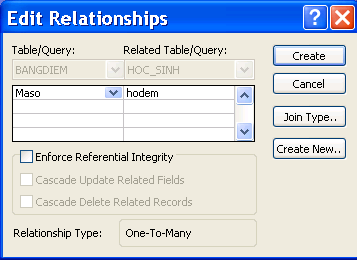 Edit Relationships
Table/Query: Related Table/Query:
BANGDIEM HOC_SINH
Maso hodem
Enforce Referential Integrity
Cascade Update Related Fields
Cascade Delete Related Records
Relationship Type: One-To-Many
Create
Cancel
Join Type..
Create New..